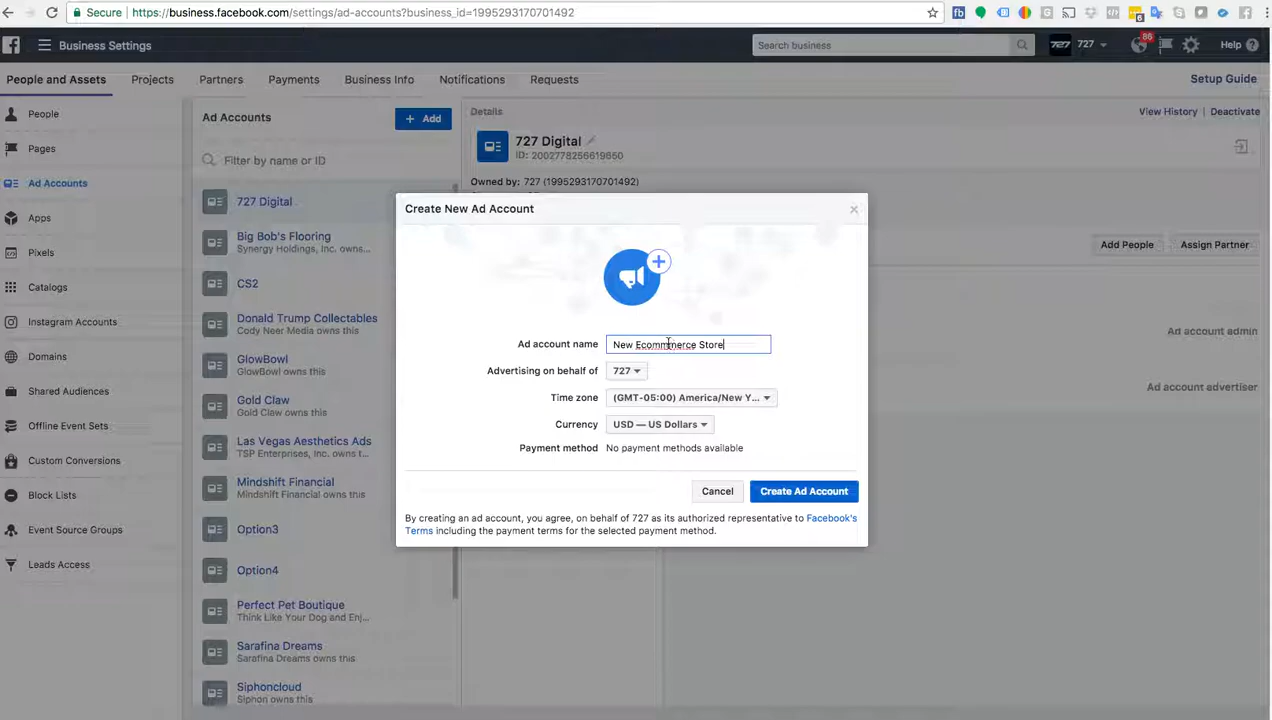 Secure https://business.facebook.com/settings/ad-accounts?business_id=1995293170701492
fb
6
Business Settings
Search business
727 727
86
Help
People and Assets Projects Partners Payments Business Info Notifications Requests
Setup Guide
People
Pages
Ad Accounts
Apps
Pixels
Catalogs
Instagram Accounts
Domains
Shared Audiences
Offline Event Sets
Custom Conversions
Block Lists
Event Source Groups
Leads Access
Ad Accounts
+ Add
Filter by name or ID
727 Digital
Big Bob's Flooring
Synergy Holdings, Inc. owns...
CS2
Donald Trump Collectables
Cody Neer Media owns this
GlowBowl
GlowBowl owns this
Gold Claw
Gold Claw owns this
Las Vegas Aesthetics Ads
TSP Enterprises, Inc. owns t...
Mindshift Financial
Mindshift Financial owns this
Option3
Option4
Perfect Pet Boutique
Think Like Your Dog and Enj...
Sarafina Dreams
Sarafina Dreams owns this
Siphoncloud
Siphon owns this
Details
View History Deactivate
727 Digital
ID: 2002778256619650
Owned by: 727 (1995293170701492)
Add People Assign Partner
Ad account admin
Ad account advertiser
Create New Ad Account
Ad account name New Ecommerce Store
Advertising on behalf of 727
Time zone (GMT-05:00) America/New Y...
Currency USD — US Dollars
Payment method No payment methods available
Cancel Create Ad Account
By creating an ad account, you agree, on behalf of 727 as its authorized representative to Facebook's
Terms including the payment terms for the selected payment method.